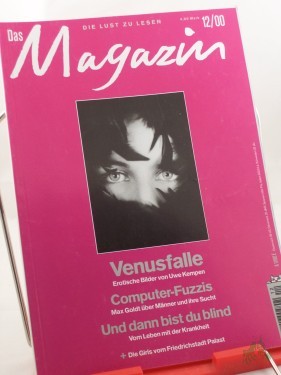 DIE LUST ZU LESEN
12/00
Das
Magazin
Venusfalle
Erotische Bilder von Uwe Kempen
Computer-Fuzzis
Max Goldt über Männer und ihre Sucht
Und dann bist du blind
Vom Leben mit der Krankheit
+ Die Girls vom Friedrichstadt Palast